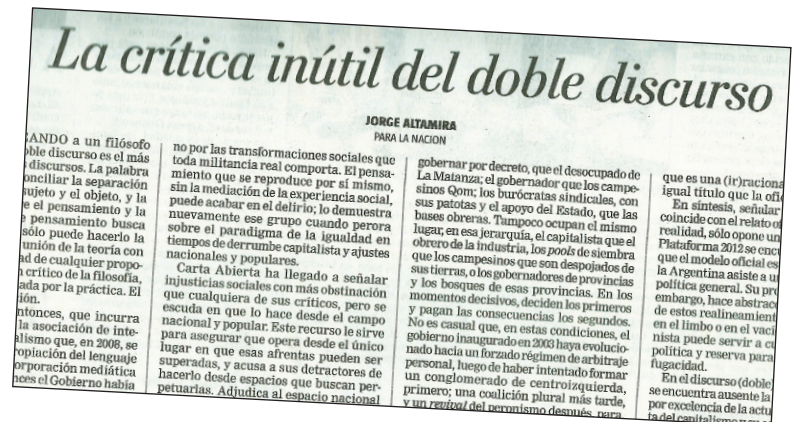 La crítica inútil del doble discurso
JORGE ALTAMIRA
PARA LA NACION
ANDO a un filósofo
oble discurso es el más
discursos. La palabra
nciliar la separación
sujeto y el objeto, y la
e el pensamiento y la
pensamiento busca
sólo puede hacerlo la
unión de la teoría con
ad de cualquier propo-
crítico de la filosofía,
ada por la práctica. El
ión.
ntonces, que incurra
la asociación de inte-
alismo que, en 2008, se
opiación del lenguaje
orporación mediática
nces el Gobierno había
no por las transformaciones sociales que
toda militancia real comporta. El pensa-
miento que se reproduce por sí mismo,
sin la mediación de la experiencia social,
puede acabar en el delirio; lo demuestra
nuevamente ese grupo cuando perora
sobre el paradigma de la igualdad en
tiempos de derrumbe capitalista y ajustes
nacionales y populares.
Carta Abierta ha llegado a señalar
injusticias sociales con más obstinación
que cualquiera de sus críticos, pero se
escuda en que lo hace desde el campo
nacional y popular. Este recurso le sirve
para asegurar que opera desde el único
lugar en que esas afrentas pueden ser
superadas, y acusa a sus detractores de
hacerlo desde espacios que buscan per-
petuarlas. Adjudica al espacio nacional
gobernar por decreto, que el desocupado de
La Matanza; el gobernador que los campe-
sinos Qom; los burócratas sindicales, con
sus patotas y el apoyo del Estado, que las
bases obreras. Tampoco ocupan el mismo
lugar, en esa jerarquía, el capitalista que el
obrero de la industria, los pools de siembra
que los campesinos que son despojados de
sus tierras, o los gobernadores de provincias
y los bosques de esas provincias. En los
momentos decisivos, deciden los primeros
y pagan las consecuencias los segundos.
No es casual que, en estas condiciones, el
gobierno inaugurado en 2003 haya evolucio-
nado hacia un forzado régimen de arbitraje
personal, luego de haber intentado formar
un conglomerado de centroizquierda,
primero; una coalición plural más tarde,
y un revival del peronismo después, para
que es una (ir)raciona
igual título que la ofi
En síntesis, señalar
coincide con el relato o
realidad, sólo opone un
Plataforma 2012 se enc
que el modelo oficial es
la Argentina asiste a u
política general. Su pr
embargo, hace abstrac
de estos realineamient
en el limbo o en el vací
nista puede servir a cu
política y reserva para
fugacidad.
En el discurso (doble)
se encuentra ausente la
por excelencia de la actu
ta del capitalismo